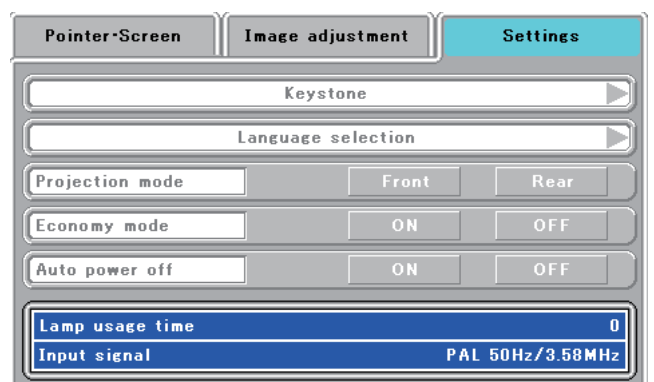 Pointer·Screen Image adjustment Settings
Keystone
Language selection
Projection mode Front Rear
Economy mode ON OFF
Auto power off ON OFF
Lamp usage time 0
Input signal PAL 50Hz/3.58MHz